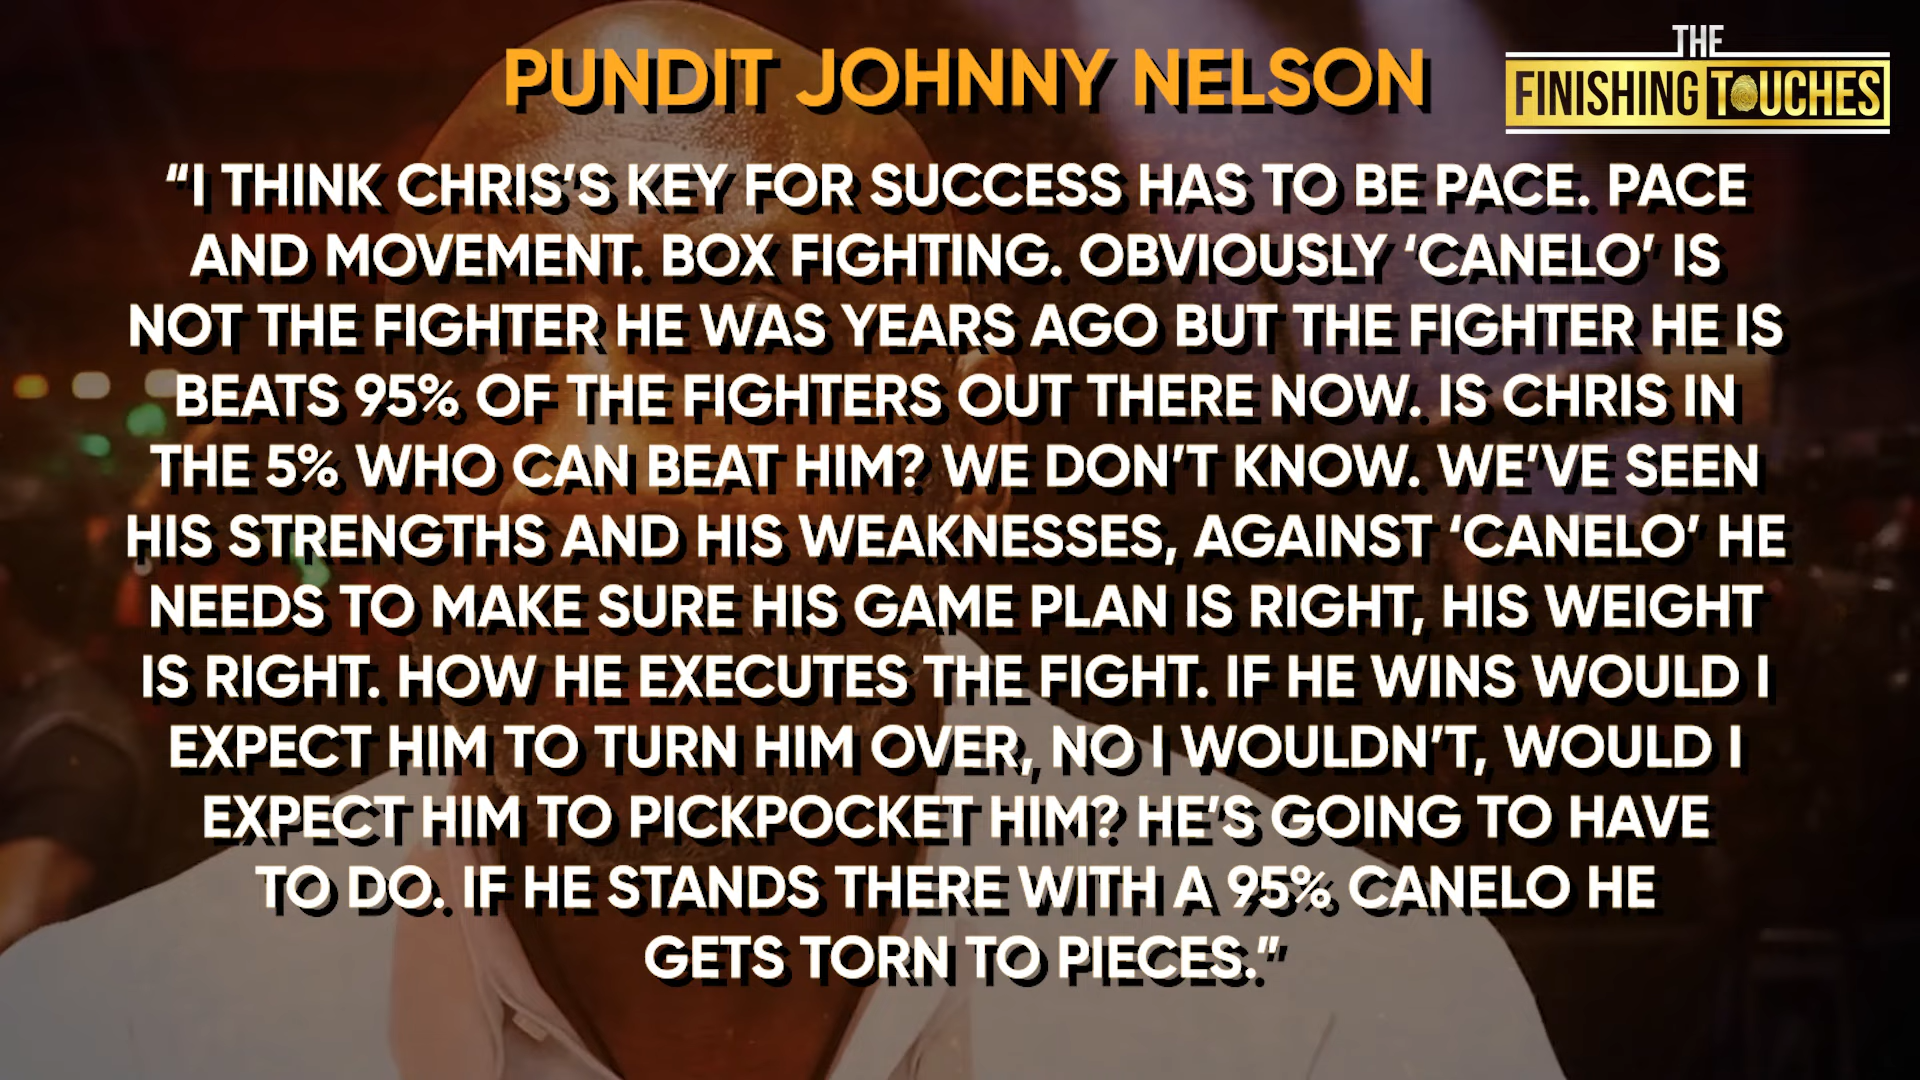 PUNDIT JOHNNY NELSON
THE
FINISHING TOUCHES
“I THINK CHRIS’S KEY FOR SUCCESS HAS TO BE PACE. PACE
AND MOVEMENT. BOX FIGHTING. OBVIOUSLY ‘CANELO’ IS
NOT THE FIGHTER HE WAS YEARS AGO BUT THE FIGHTER HE IS
BEATS 95% OF THE FIGHTERS OUT THERE NOW. IS CHRIS IN
THE 5% WHO CAN BEAT HIM? WE DON’T KNOW. WE’VE SEEN
HIS STRENGTHS AND HIS WEAKNESSES, AGAINST ‘CANELO’ HE
NEEDS TO MAKE SURE HIS GAME PLAN IS RIGHT, HIS WEIGHT
IS RIGHT. HOW HE EXECUTES THE FIGHT. IF HE WINS WOULD I
EXPECT HIM TO TURN HIM OVER, NO I WOULDN’T, WOULD I
EXPECT HIM TO PICKPOCKET HIM? HE’S GOING TO HAVE
TO DO. IF HE STANDS THERE WITH A 95% CANELO HE
GETS TORN TO PIECES.”